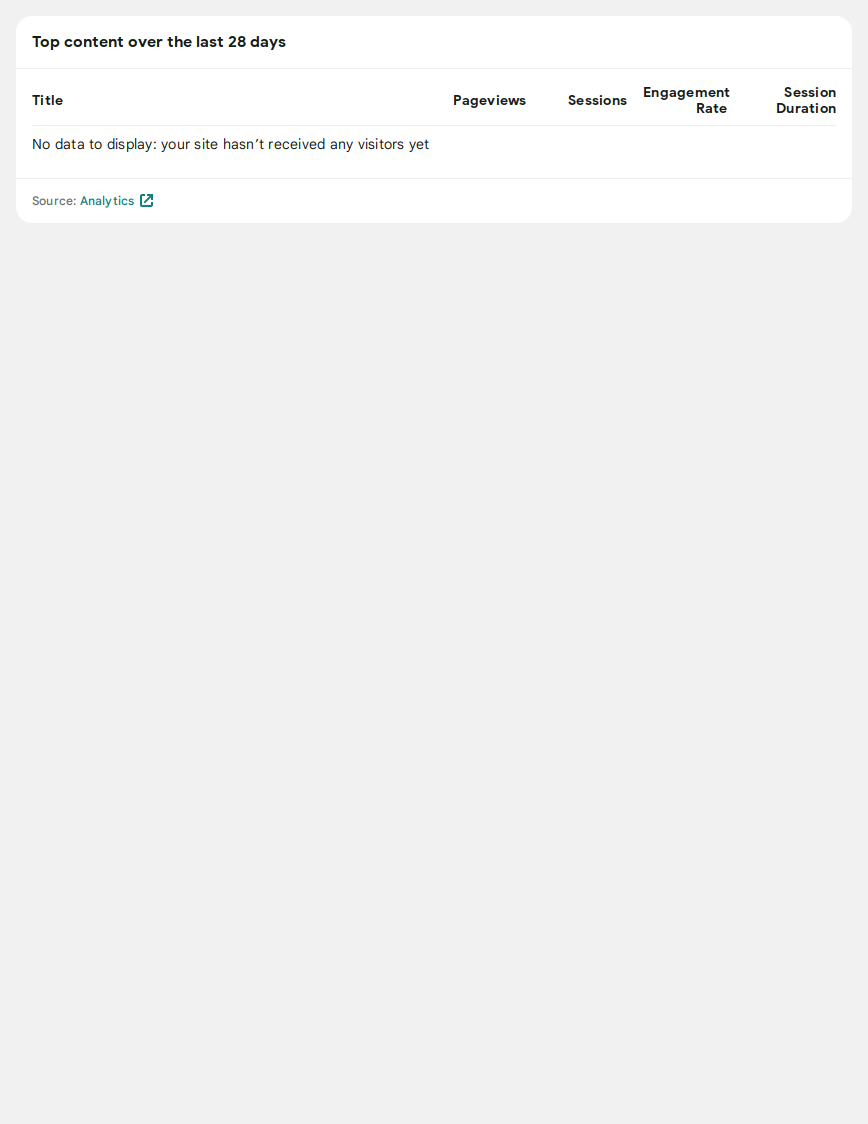 Top content over the last 28 days
Title Pageviews Sessions Engagement Rate Session Duration
No data to display: your site hasn’t received any visitors yet
Source: Analytics